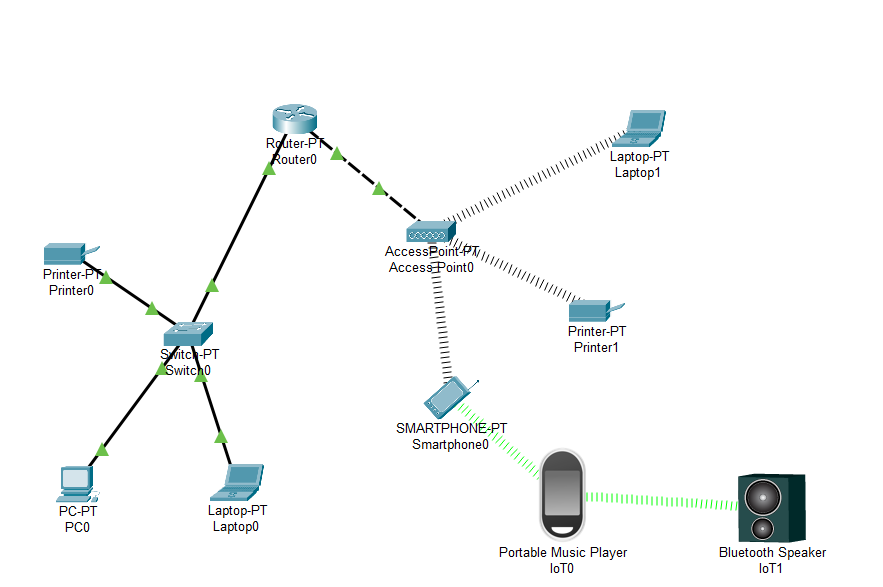 Router-PT
Router0
Laptop-PT
Laptop1
AccessPoint-PT
Access Point0
Printer-PT
Printer0
Printer-PT
Printer1
Switch-PT
Switch0
SMARTPHONE-PT
Smartphone0
PC-PT
PC0
Laptop-PT
Laptop0
Portable Music Player
IoT0
Bluetooth Speaker
IoT1